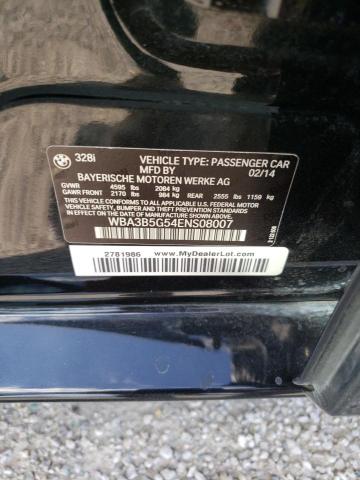 328i VEHICLE TYPE: PASSENGER CAR
MFD BY 02/14
BAYERISCHE MOTOREN WERKE AG
GVWR 4595 lbs 2084 kg
GAWR FRONT 2170 lbs 984 kg REAR 2555 lbs 1159 kg
THIS VEHICLE CONFORMS TO ALL APPLICABLE FEDERAL MOTOR VEHICLE
SAFETY, BUMPER, AND THEFT PREVENTION STANDARDS IN
EFFECT ON THE DATE OF MANUFACTURE SHOWN ABOVE.
WBA3B5G54ENS08007
2781986 www.MyDealerLot.com